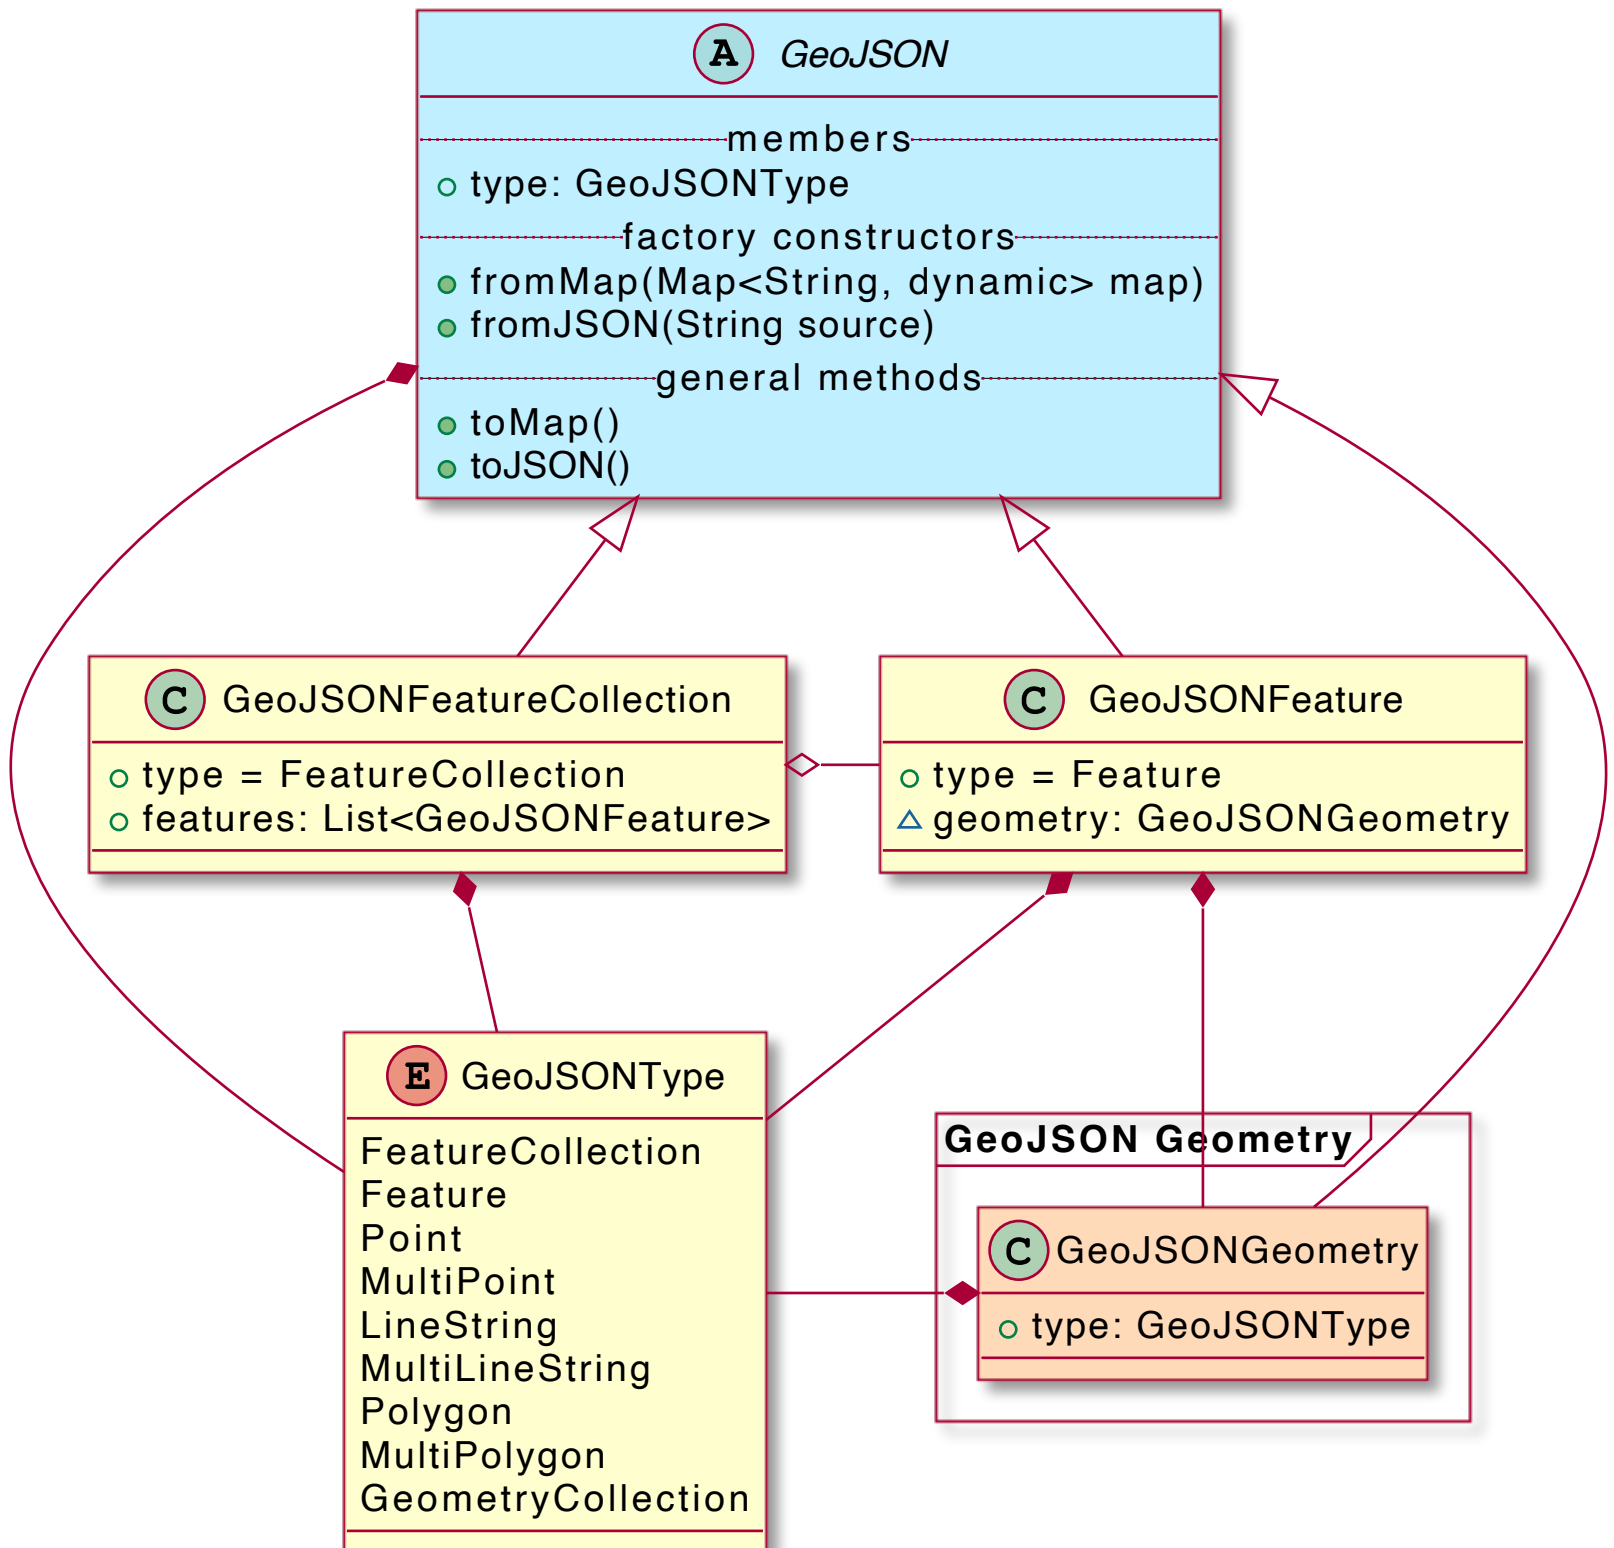 A GeoJSON
members
type: GeoJSONType
factory constructors
fromMap(Map<String, dynamic> map)
fromJSON(String source)
general methods
toMap()
toJSON()
C GeoJSONFeatureCollection
type = FeatureCollection
features: List<GeoJSONFeature>
C GeoJSONFeature
type = Feature
geometry: GeoJSONGeometry
E GeoJSONType
FeatureCollection
Feature
Point
MultiPoint
LineString
MultiLineString
Polygon
MultiPolygon
GeometryCollection
GeoJSON Geometry
C GeoJSONGeometry
type: GeoJSONType